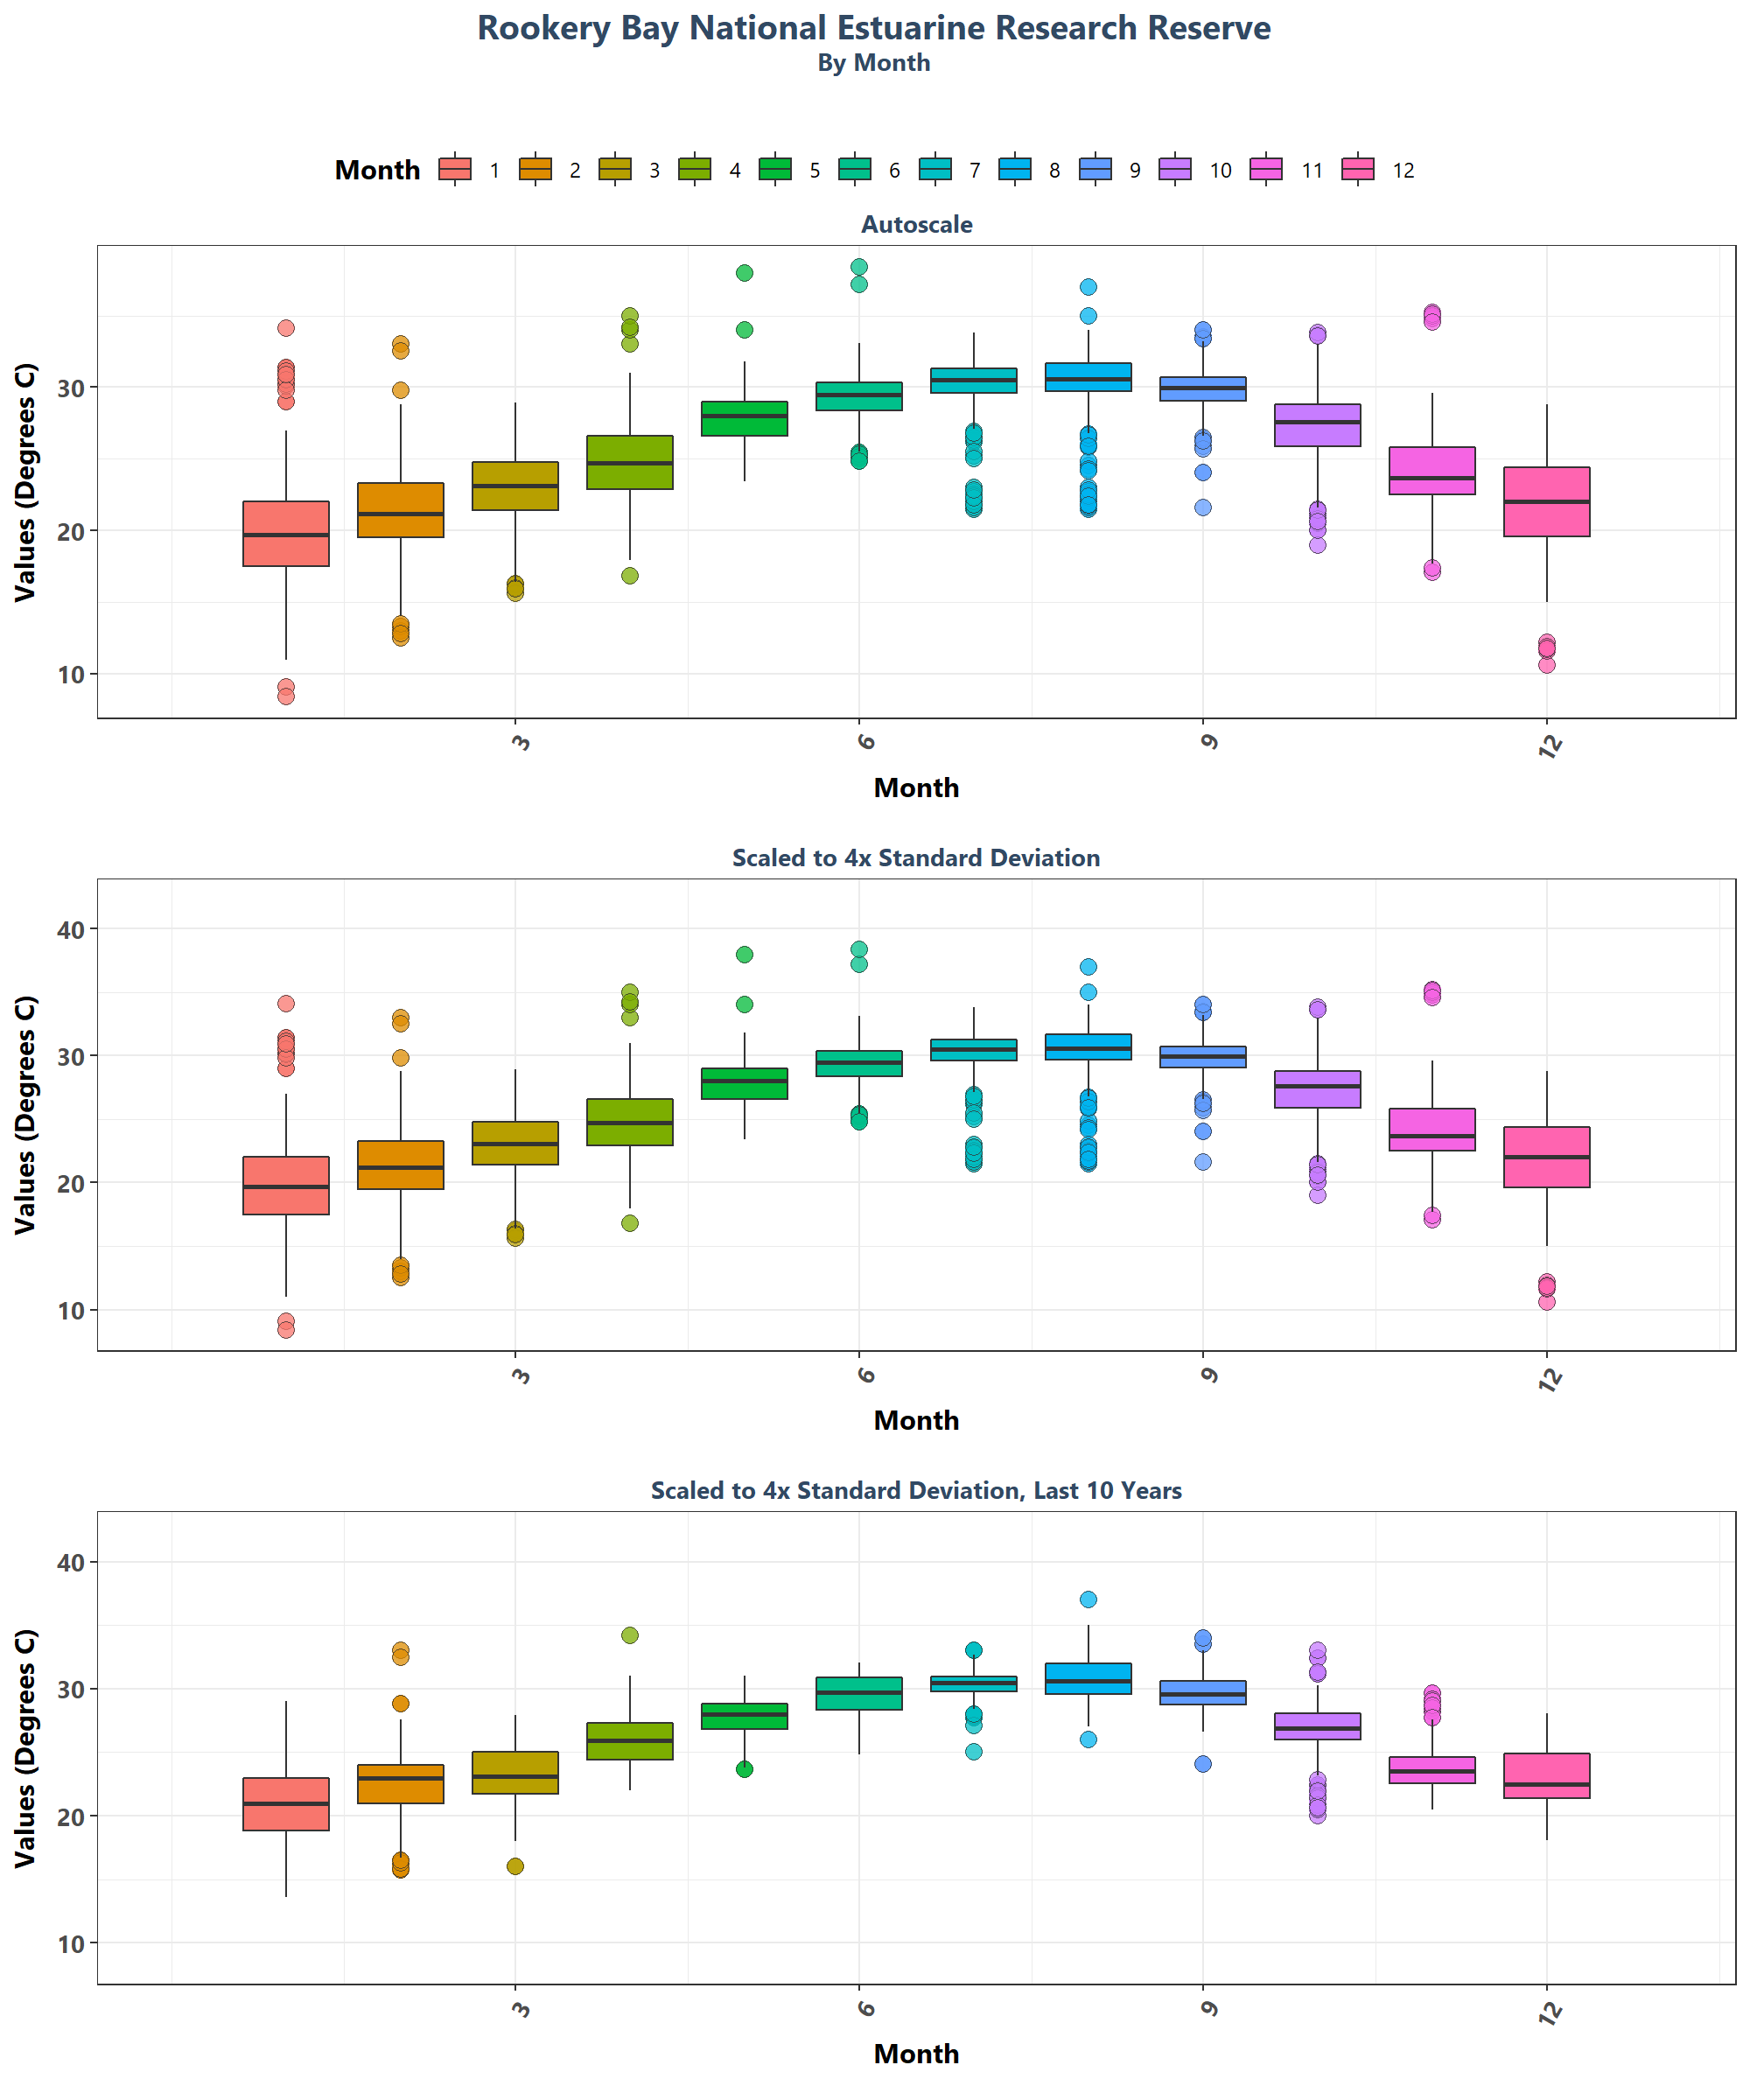 Rookery Bay National Estuarine Research Reserve
By Month
Month 1 2 3 4 5 6 7 8 9 10 11 12
Autoscale
Values (Degrees C)
30
20
10
3 6 9 12
Month
Scaled to 4x Standard Deviation
Values (Degrees C)
40
30
20
10
3 6 9 12
Month
Scaled to 4x Standard Deviation, Last 10 Years
Values (Degrees C)
40
30
20
10
3 6 9 12
Month